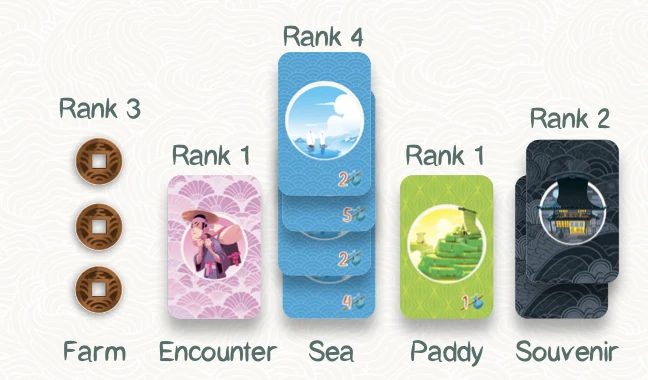 Rank 4
Rank 3
Rank 2
Rank 1
Rank 1
2
5
2
4
1
Farm
Encounter
Sea
Paddy
Souvenir